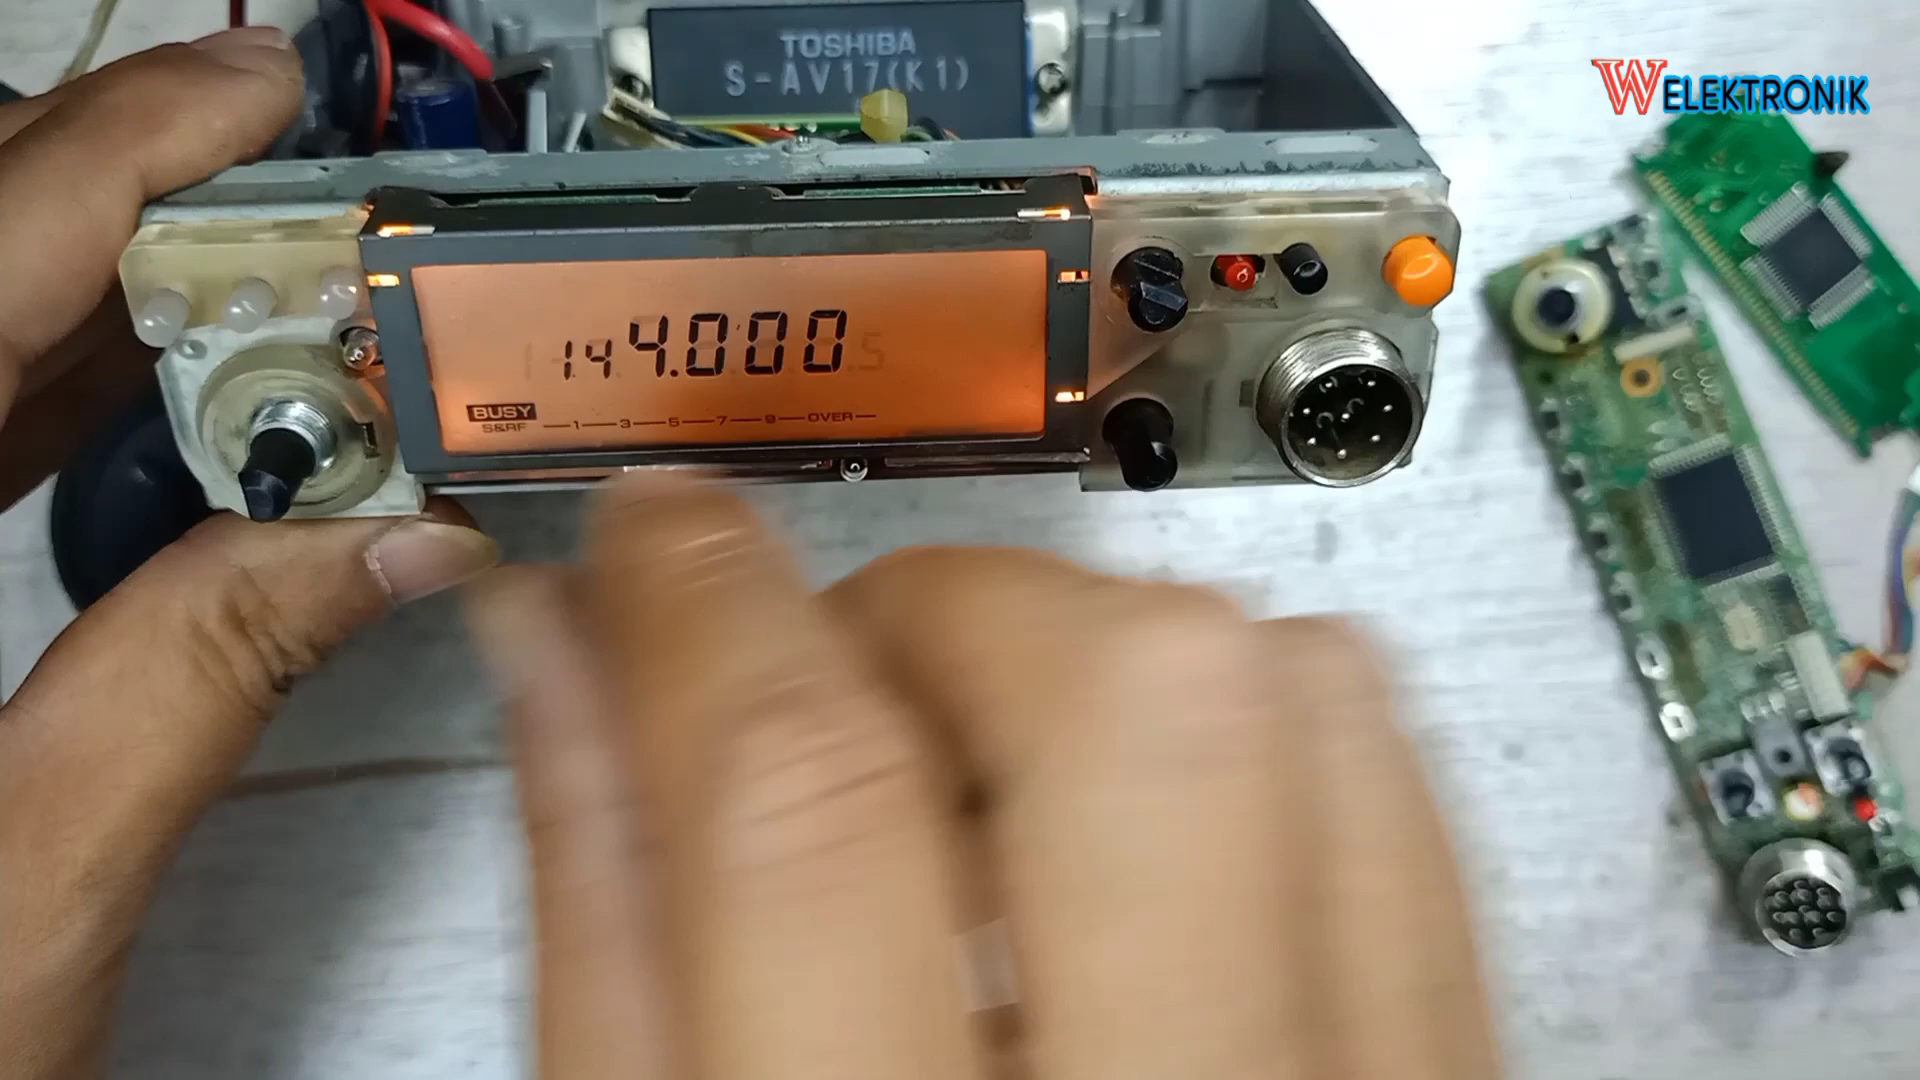 TOSHIBA
S-AV17(K1)
WELEKTRONIK
144.000
BUSY
S&RF 1 3 5 7 9 OVER